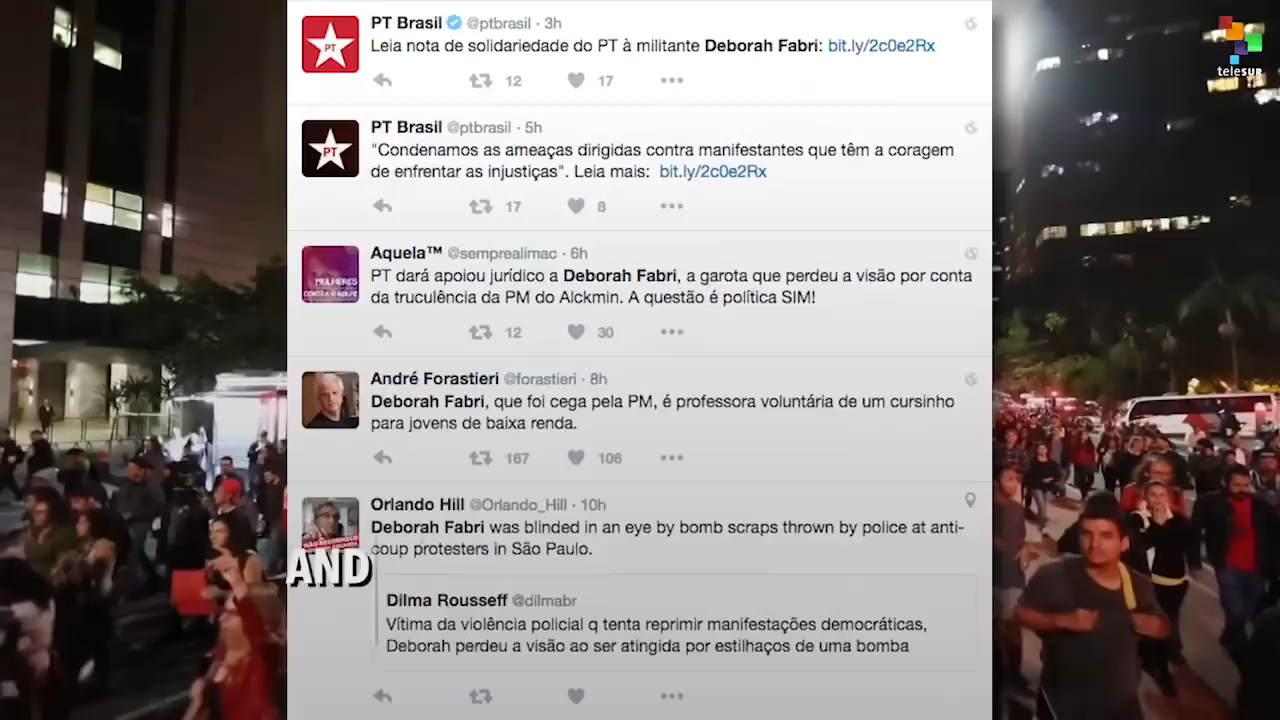 PT Brasil @ptbrasil · 3h
Leia nota de solidariedade do PT à militante Deborah Fabri: bit.ly/2c0e2Rx
PT
12 17
teleSUR
PT Brasil @ptbrasil · 5h
"Condenamos as ameaças dirigidas contra manifestantes que têm a coragem
de enfrentar as injustiças". Leia mais: bit.ly/2c0e2Rx
PT
17 8
Aquela™ @semprealimac · 6h
PT dará apoiou jurídico a Deborah Fabri, a garota que perdeu a visão por conta
da truculência da PM do Alckmin. A questão é política SIM!
MULHERES
CONTRA O GOLPE
12 30
André Forastieri @forastieri · 8h
Deborah Fabri, que foi cega pela PM, é professora voluntária de um cursinho
para jovens de baixa renda.
167 106
Orlando Hill @Orlando_Hill · 10h
Deborah Fabri was blinded in an eye by bomb scraps thrown by police at anti-
coup protesters in São Paulo.
AND
Dilma Rousseff @dilmabr
Vítima da violência policial q tenta reprimir manifestações democráticas,
Deborah perdeu a visão ao ser atingida por estilhaços de uma bomba